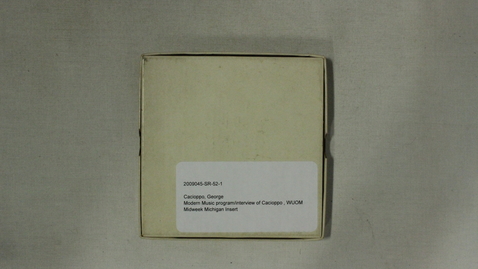 2009045-SR-52-1
Cacioppo, George
Modern Music program/interview of Cacioppo , WUOM
Midweek Michigan Insert